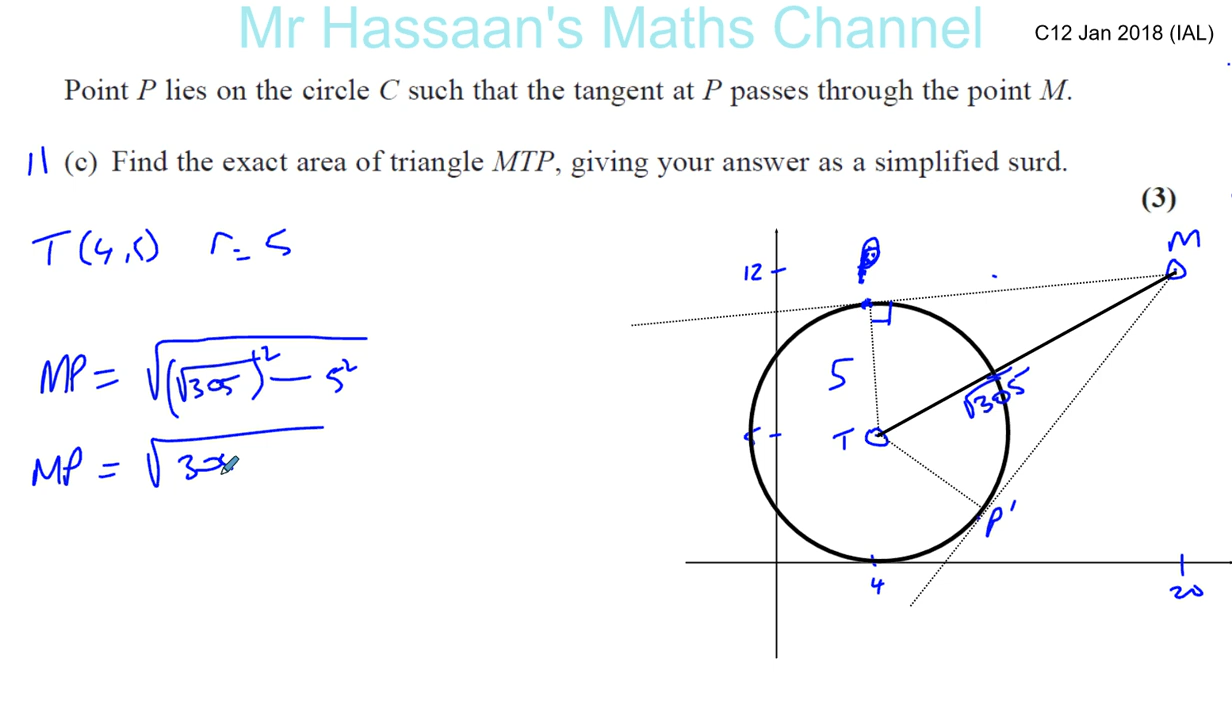 Mr Hassaan's Maths Channel
C12 Jan 2018 (IAL)
Point P lies on the circle C such that the tangent at P passes through the point M.
11 (c) Find the exact area of triangle MTP, giving your answer as a simplified surd.
(3)
T(4,5) r=5
MP = √((√305)² - 5²)
MP = √305
12
P
M
5
√305
5
T
P'
4
20